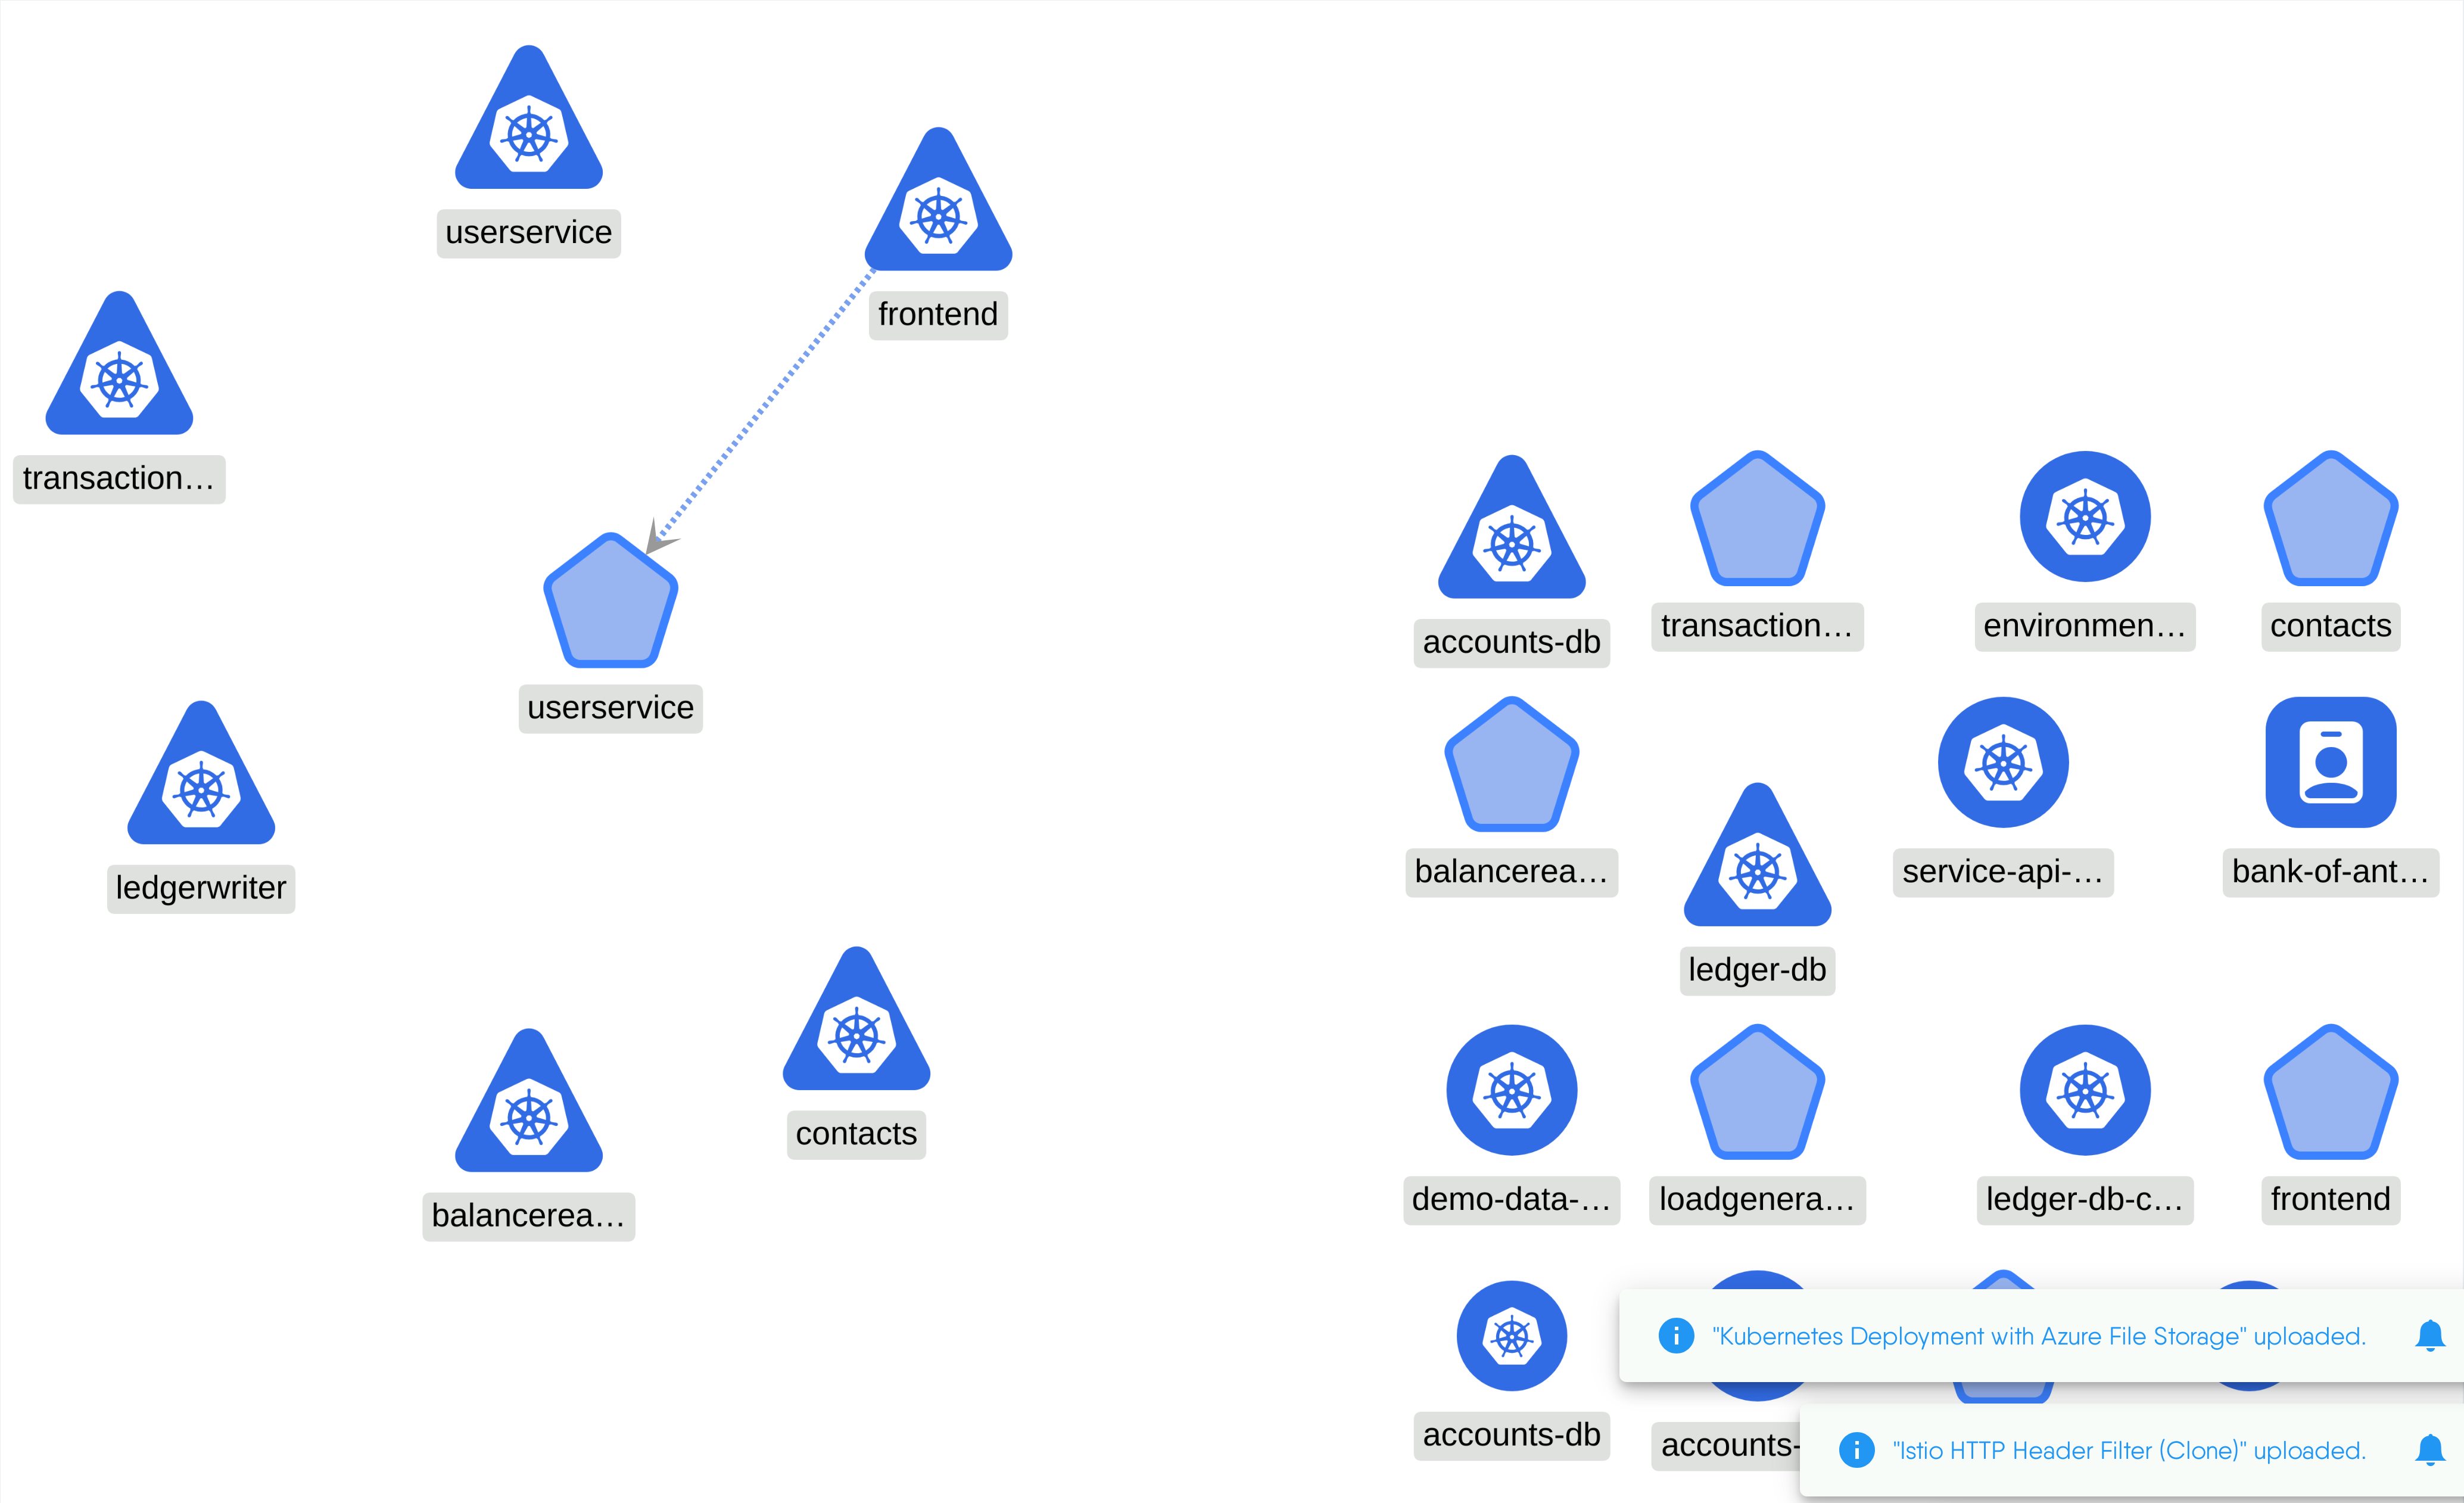 userservice
frontend
transaction…
userservice
ledgerwriter
contacts
balancerea…
accounts-db
transaction…
environmen…
contacts
balancerea…
ledger-db
service-api-…
bank-of-ant…
demo-data-…
loadgenera…
ledger-db-c…
frontend
accounts-db
accounts-
"Kubernetes Deployment with Azure File Storage" uploaded.
"Istio HTTP Header Filter (Clone)" uploaded.